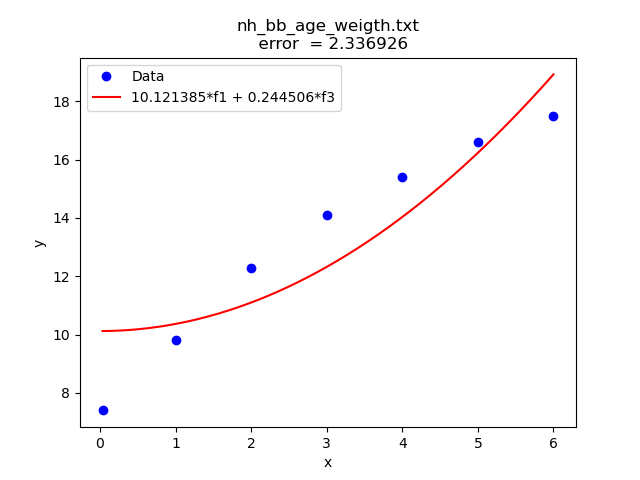 nh_bb_age_weigth.txt
error  = 2.336926
Data
10.121385*f1 + 0.244506*f3
18
16
14
12
10
8
y
0 1 2 3 4 5 6
x